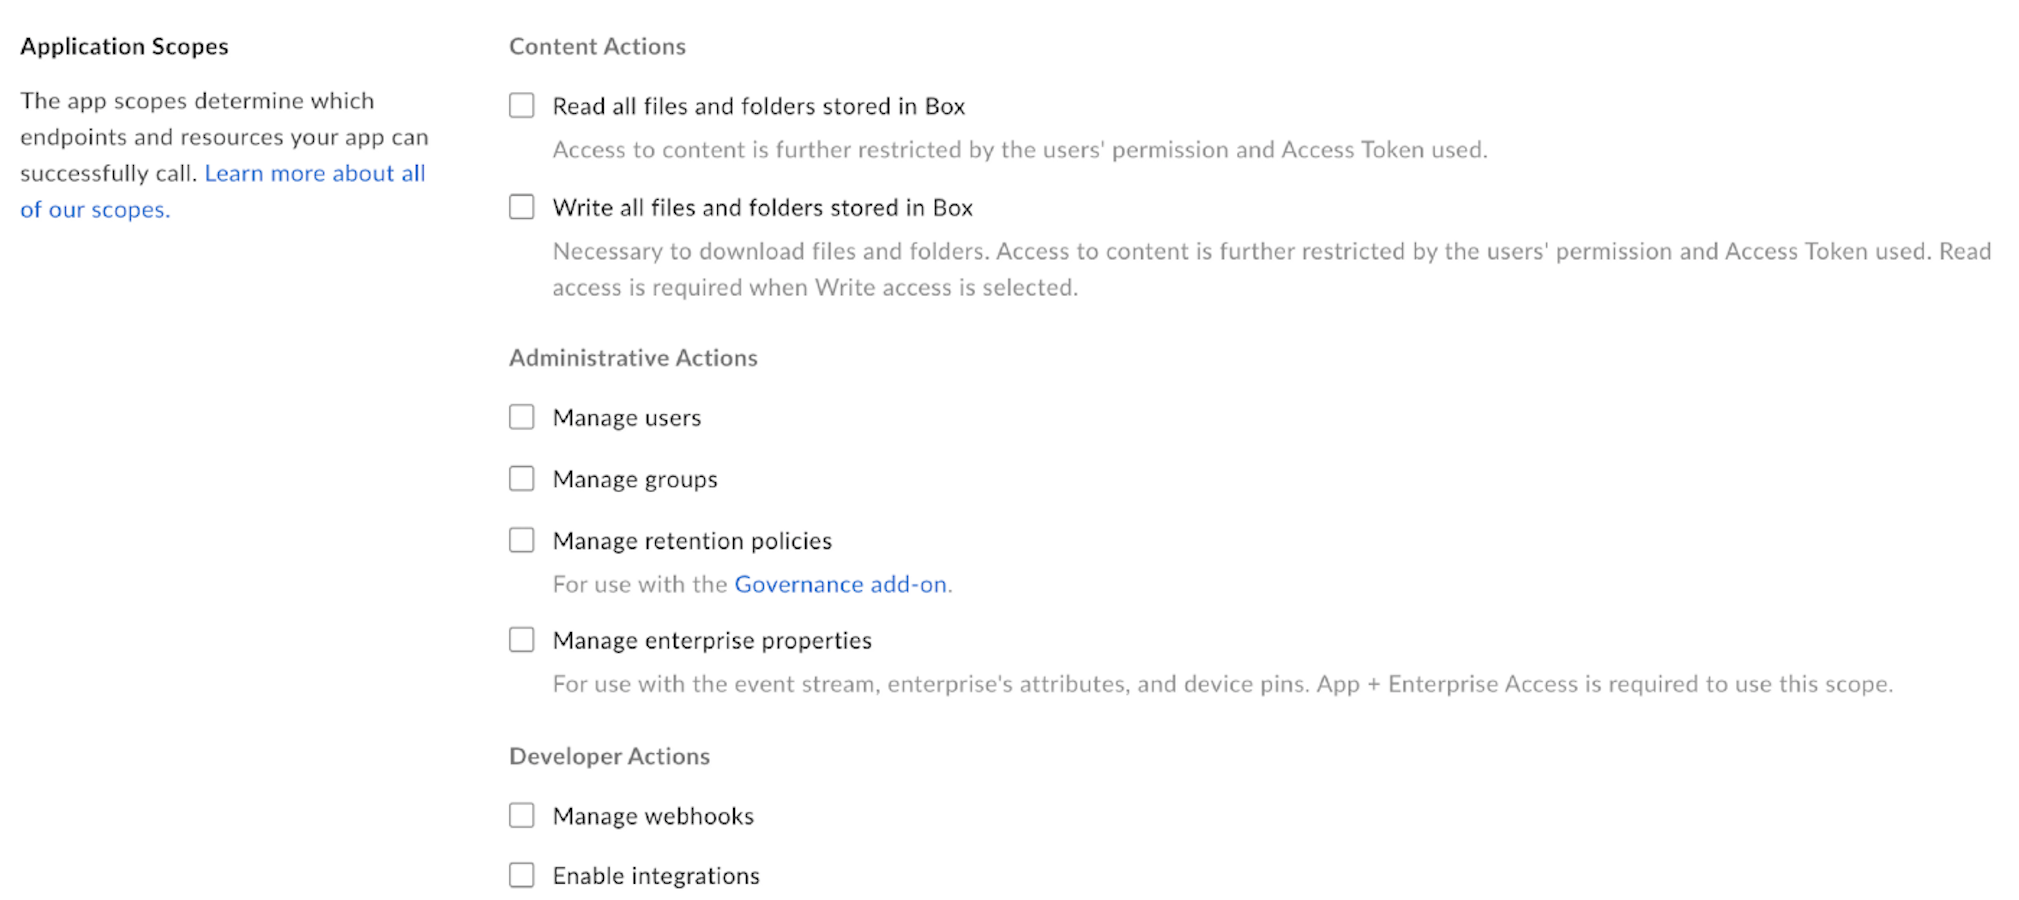 Application Scopes
The app scopes determine which
endpoints and resources your app can
successfully call. Learn more about all
of our scopes.
Content Actions
Read all files and folders stored in Box
Access to content is further restricted by the users' permission and Access Token used.
Write all files and folders stored in Box
Necessary to download files and folders. Access to content is further restricted by the users' permission and Access Token used. Read
access is required when Write access is selected.
Administrative Actions
Manage users
Manage groups
Manage retention policies
For use with the Governance add-on.
Manage enterprise properties
For use with the event stream, enterprise's attributes, and device pins. App + Enterprise Access is required to use this scope.
Developer Actions
Manage webhooks
Enable integrations